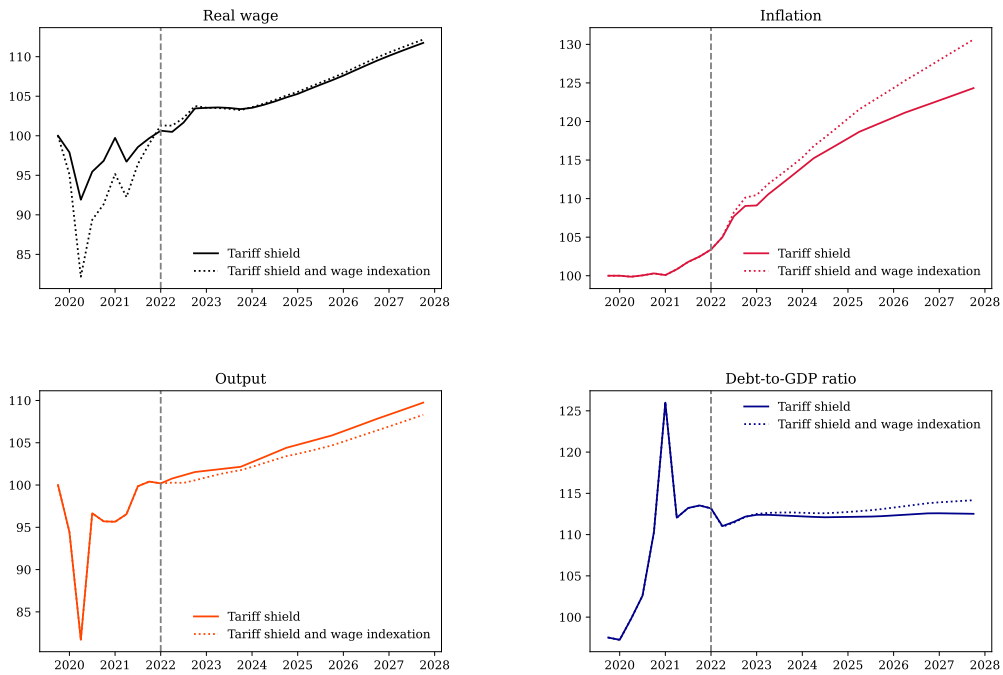 Real wage
110
105
100
95
90
85
Tariff shield
Tariff shield and wage indexation
2020 2021 2022 2023 2024 2025 2026 2027 2028
Inflation
130
125
120
115
110
105
100
Tariff shield
Tariff shield and wage indexation
2020 2021 2022 2023 2024 2025 2026 2027 2028
Output
110
105
100
95
90
85
Tariff shield
Tariff shield and wage indexation
2020 2021 2022 2023 2024 2025 2026 2027 2028
Debt-to-GDP ratio
125
120
115
110
105
100
Tariff shield
Tariff shield and wage indexation
2020 2021 2022 2023 2024 2025 2026 2027 2028